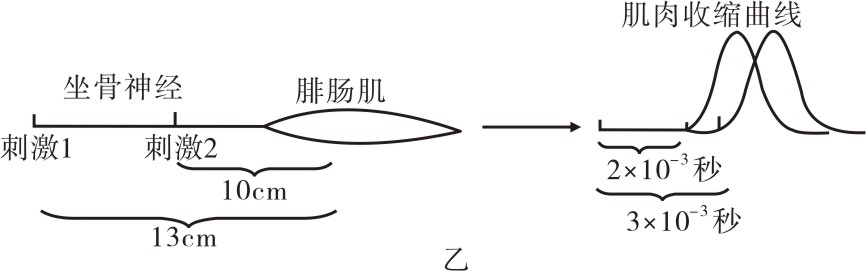 肌肉收缩曲线
坐骨神经
腓肠肌
刺激1
刺激2
10cm
13cm
2×10⁻³秒
3×10⁻³秒
乙